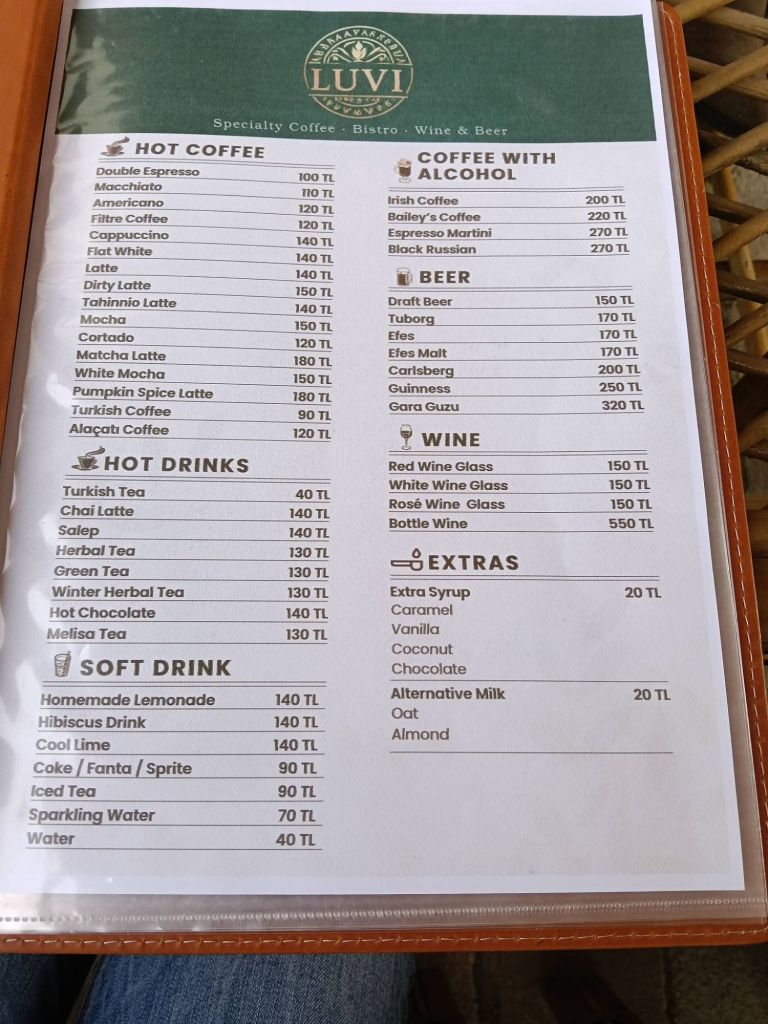 LUVI
Specialty Coffee · Bistro · Wine & Beer
HOT COFFEE
Double Espresso 100 TL
Macchiato 110 TL
Americano 120 TL
Filtre Coffee 120 TL
Cappuccino 140 TL
Flat White 140 TL
Latte 140 TL
Dirty Latte 150 TL
Tahinnio Latte 140 TL
Mocha 150 TL
Cortado 120 TL
Matcha Latte 180 TL
White Mocha 150 TL
Pumpkin Spice Latte 180 TL
Turkish Coffee 90 TL
Alaçatı Coffee 120 TL
HOT DRINKS
Turkish Tea 40 TL
Chai Latte 140 TL
Salep 140 TL
Herbal Tea 130 TL
Green Tea 130 TL
Winter Herbal Tea 130 TL
Hot Chocolate 140 TL
Melisa Tea 130 TL
SOFT DRINK
Homemade Lemonade 140 TL
Hibiscus Drink 140 TL
Cool Lime 140 TL
Coke / Fanta / Sprite 90 TL
Iced Tea 90 TL
Sparkling Water 70 TL
Water 40 TL
COFFEE WITH
ALCOHOL
Irish Coffee 200 TL
Bailey's Coffee 220 TL
Espresso Martini 270 TL
Black Russian 270 TL
BEER
Draft Beer 150 TL
Tuborg 170 TL
Efes 170 TL
Efes Malt 170 TL
Carlsberg 200 TL
Guinness 250 TL
Gara Guzu 320 TL
WINE
Red Wine Glass 150 TL
White Wine Glass 150 TL
Rosé Wine Glass 150 TL
Bottle Wine 550 TL
EXTRAS
Extra Syrup 20 TL
Caramel
Vanilla
Coconut
Chocolate
Alternative Milk 20 TL
Oat
Almond